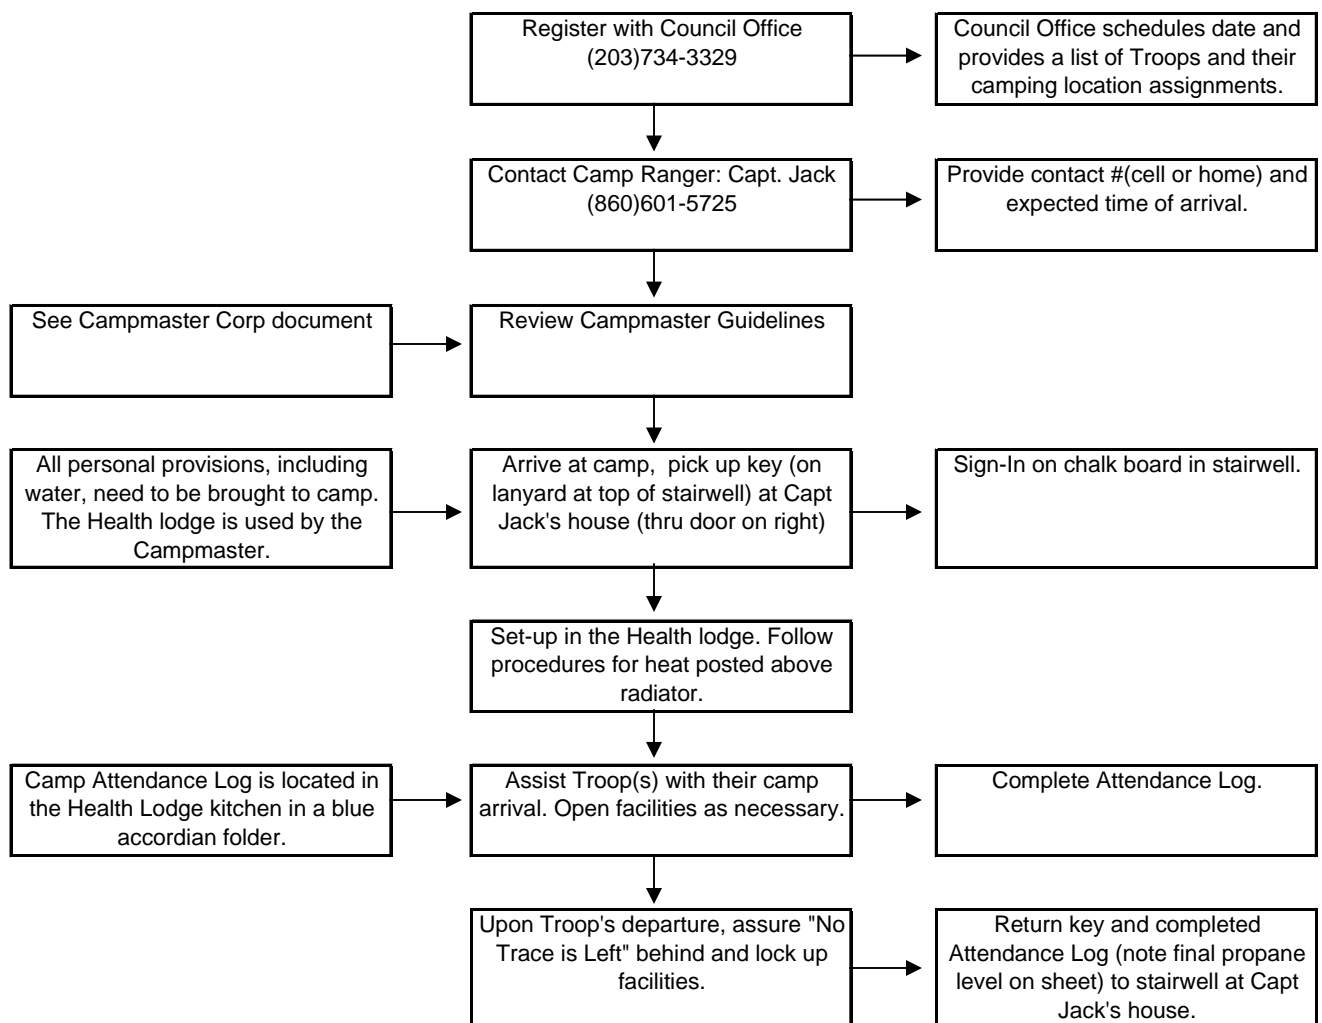 Register with Council Office
(203)734-3329
Council Office schedules date and
provides a list of Troops and their
camping location assignments.
Contact Camp Ranger: Capt. Jack
(860)601-5725
Provide contact #(cell or home) and
expected time of arrival.
See Campmaster Corp document
Review Campmaster Guidelines
All personal provisions, including
water, need to be brought to camp.
The Health lodge is used by the
Campmaster.
Arrive at camp,  pick up key (on
lanyard at top of stairwell) at Capt
Jack's house (thru door on right)
Sign-In on chalk board in stairwell.
Set-up in the Health lodge. Follow
procedures for heat posted above
radiator.
Camp Attendance Log is located in
the Health Lodge kitchen in a blue
accordian folder.
Assist Troop(s) with their camp
arrival. Open facilities as necessary.
Complete Attendance Log.
Upon Troop's departure, assure "No
Trace is Left" behind and lock up
facilities.
Return key and completed
Attendance Log (note final propane
level on sheet) to stairwell at Capt
Jack's house.